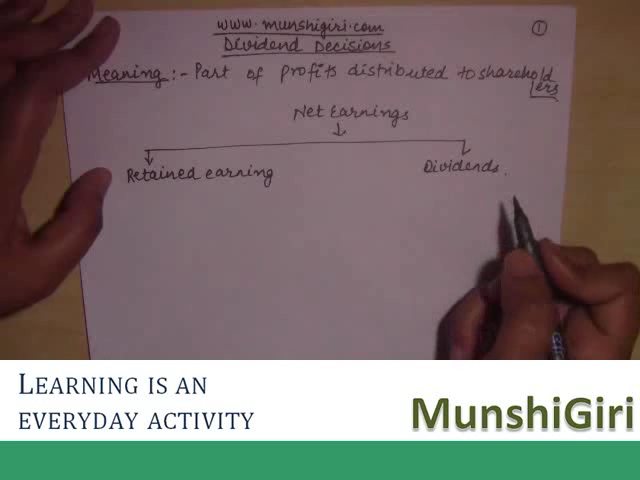 www.munshigiri.com
Dividend Decisions
1
Meaning :- Part of profits distributed to sharehold
ers
Net Earnings
Retained earning
Dividends.
LEARNING IS AN
EVERYDAY ACTIVITY
MunshiGiri